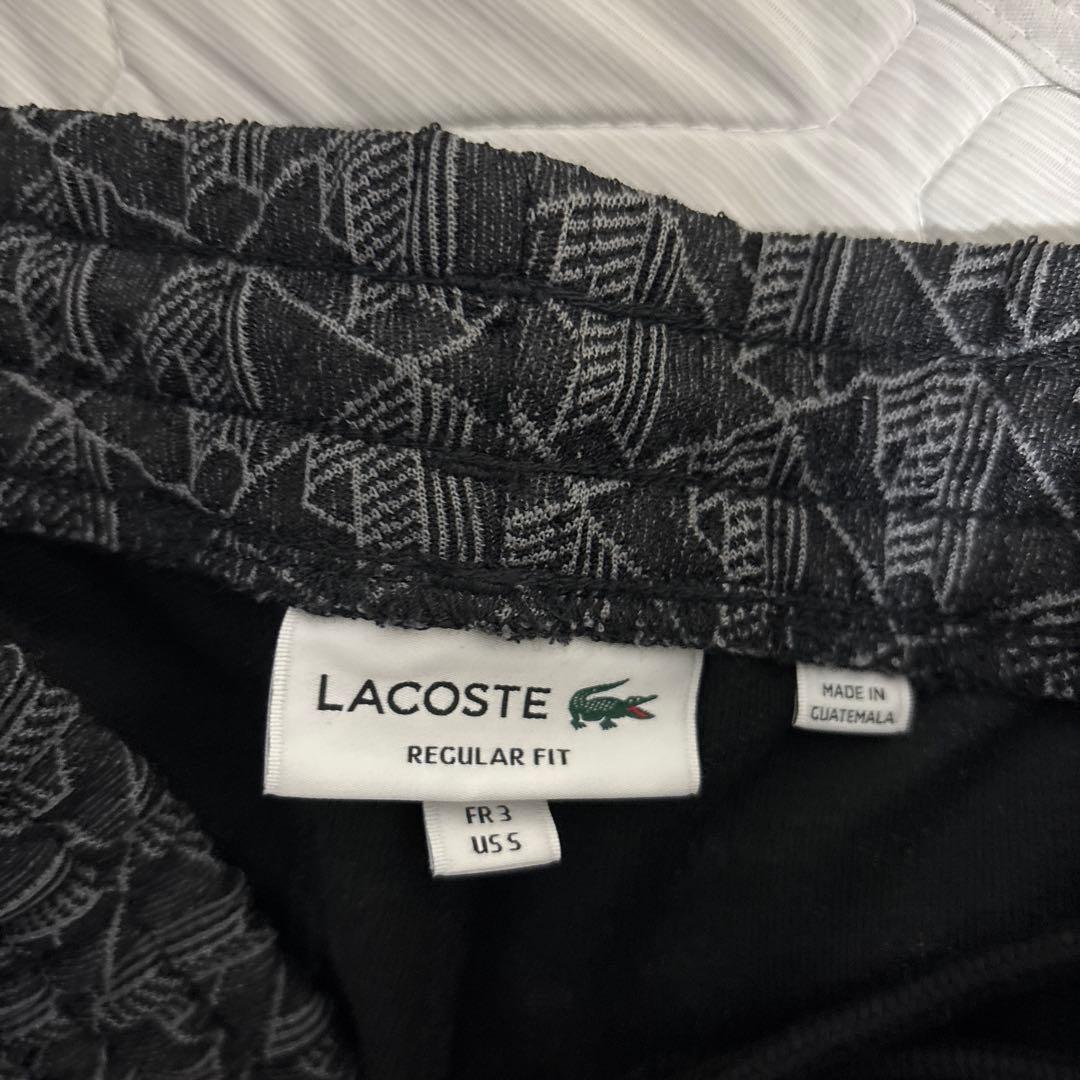 LACOSTE
REGULAR FIT
FR 3
US S
MADE IN
GUATEMALA